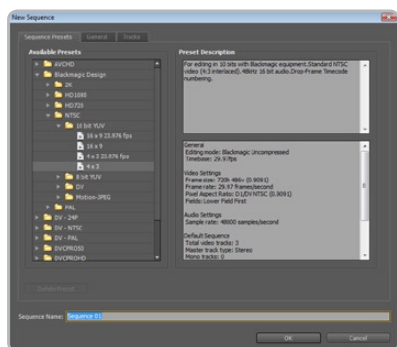 New Sequence
Sequence Presets General Tracks
Available Presets
AVCHD
Blackmagic Design
2K
HD1080
HD720
NTSC
10 bit YUV
16 x 9 23.976 fps
16 x 9
4 x 3 23.976 fps
4 x 3
8 bit YUV
DV
Motion-JPEG
PAL
DV - 24P
DV - NTSC
DV - PAL
DVCPRO50
DVCPROHD
Delete Preset
Preset Description
For editing in 10 bits with Blackmagic equipment.Standard NTSC
video (4:3 interlaced). 48kHz 16 bit audio.Drop-Frame Timecode
numbering.
General
Editing mode: Blackmagic Uncompressed
Timebase: 29.97fps
Video Settings
Frame size: 720h 486v (0.9091)
Frame rate: 29.97 frames/second
Pixel Aspect Ratio: D1/DV NTSC (0.9091)
Fields: Lower Field First
Audio Settings
Sample rate: 48000 samples/second
Default Sequence
Total video tracks: 3
Master track type: Stereo
Mono tracks: 0
Sequence Name: Sequence 01
OK Cancel